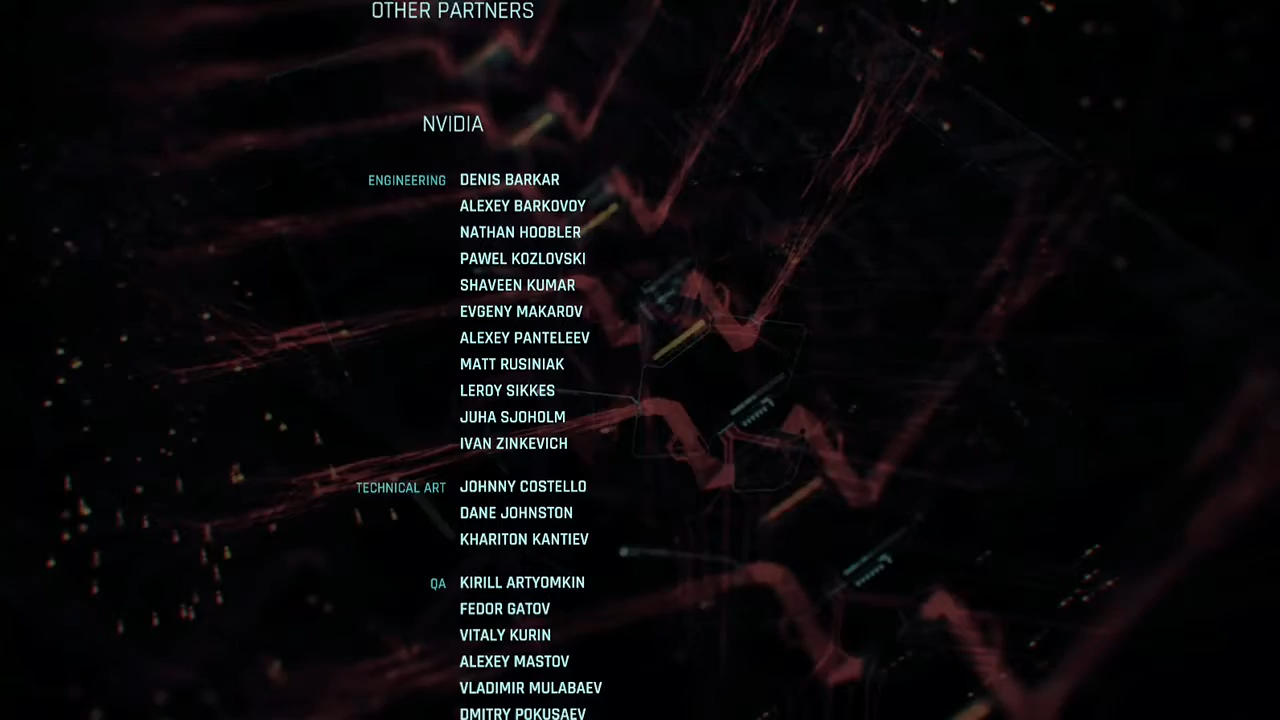 OTHER PARTNERS
NVIDIA
ENGINEERING DENIS BARKAR
ALEXEY BARKOVOY
NATHAN HOOBLER
PAWEL KOZLOVSKI
SHAVEEN KUMAR
EVGENY MAKAROV
ALEXEY PANTELEEV
MATT RUSINIAK
LEROY SIKKES
JUHA SJOHOLM
IVAN ZINKEVICH
TECHNICAL ART JOHNNY COSTELLO
DANE JOHNSTON
KHARITON KANTIEV
QA KIRILL ARTYOMKIN
FEDOR GATOV
VITALY KURIN
ALEXEY MASTOV
VLADIMIR MULABAEV
DMITRY POKUSAEV